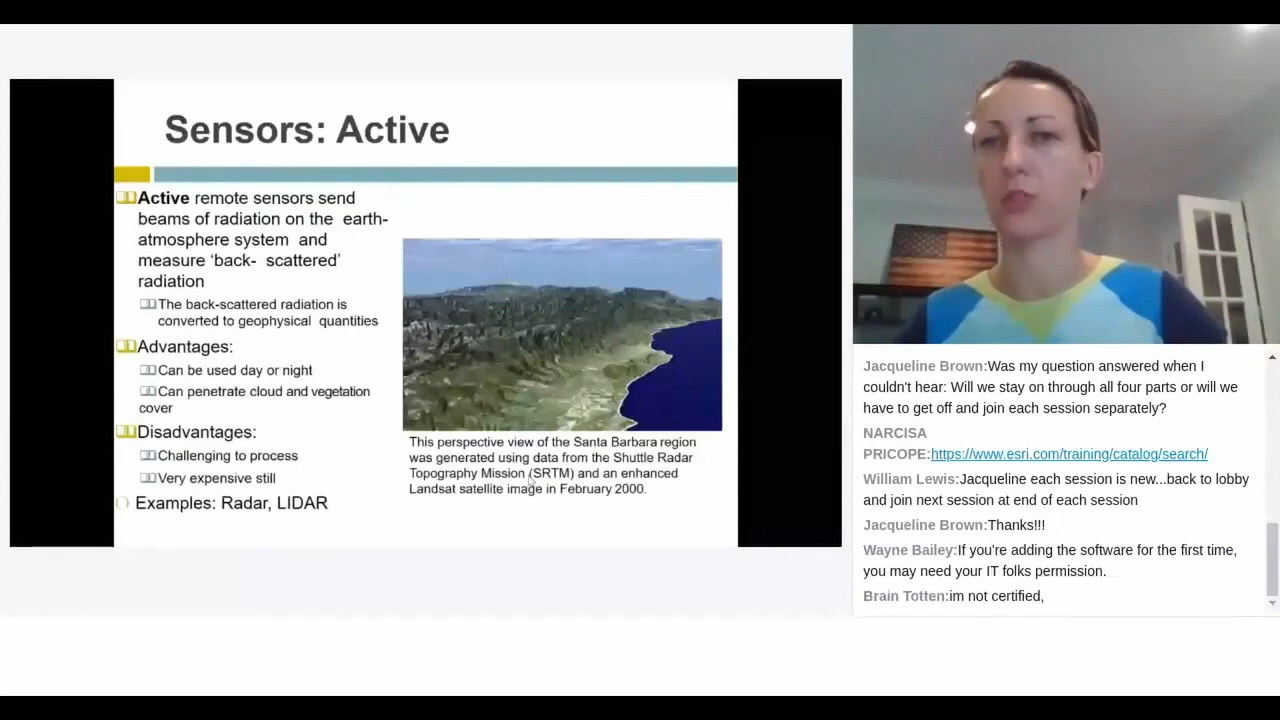 Sensors: Active
Active remote sensors send
beams of radiation on the earth-
atmosphere system and
measure ‘back- scattered’
radiation
The back-scattered radiation is
converted to geophysical quantities
Advantages:
Can be used day or night
Can penetrate cloud and vegetation
cover
Disadvantages:
Challenging to process
Very expensive still
Examples: Radar, LIDAR
This perspective view of the Santa Barbara region
was generated using data from the Shuttle Radar
Topography Mission (SRTM) and an enhanced
Landsat satellite image in February 2000.
Jacqueline Brown:Was my question answered when I
couldn't hear: Will we stay on through all four parts or will we
have to get off and join each session separately?
NARCISA
PRICOPE:https://www.esri.com/training/catalog/search/
William Lewis:Jacqueline each session is new...back to lobby
and join next session at end of each session
Jacqueline Brown:Thanks!!!
Wayne Bailey:If you're adding the software for the first time,
you may need your IT folks permission.
Brain Totten:im not certified,